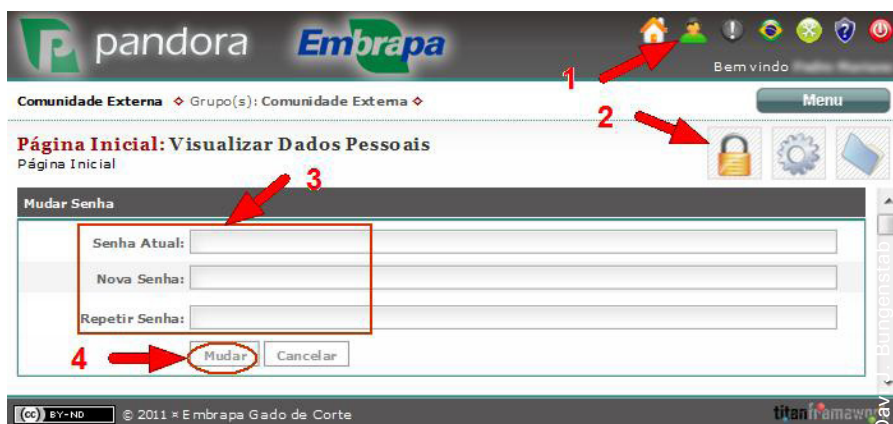 pandora Embrapa
1
Bem vindo
Comunidade Externa Grupo(s): Comunidade Externa
Menu
2
Página Inicial: Visualizar Dados Pessoais
Página Inicial
3
Mudar Senha
Senha Atual:
Nova Senha:
Repetir Senha:
4
Mudar Cancelar
J. Bungenstab
(cc) BY-ND © 2011 × Embrapa Gado de Corte